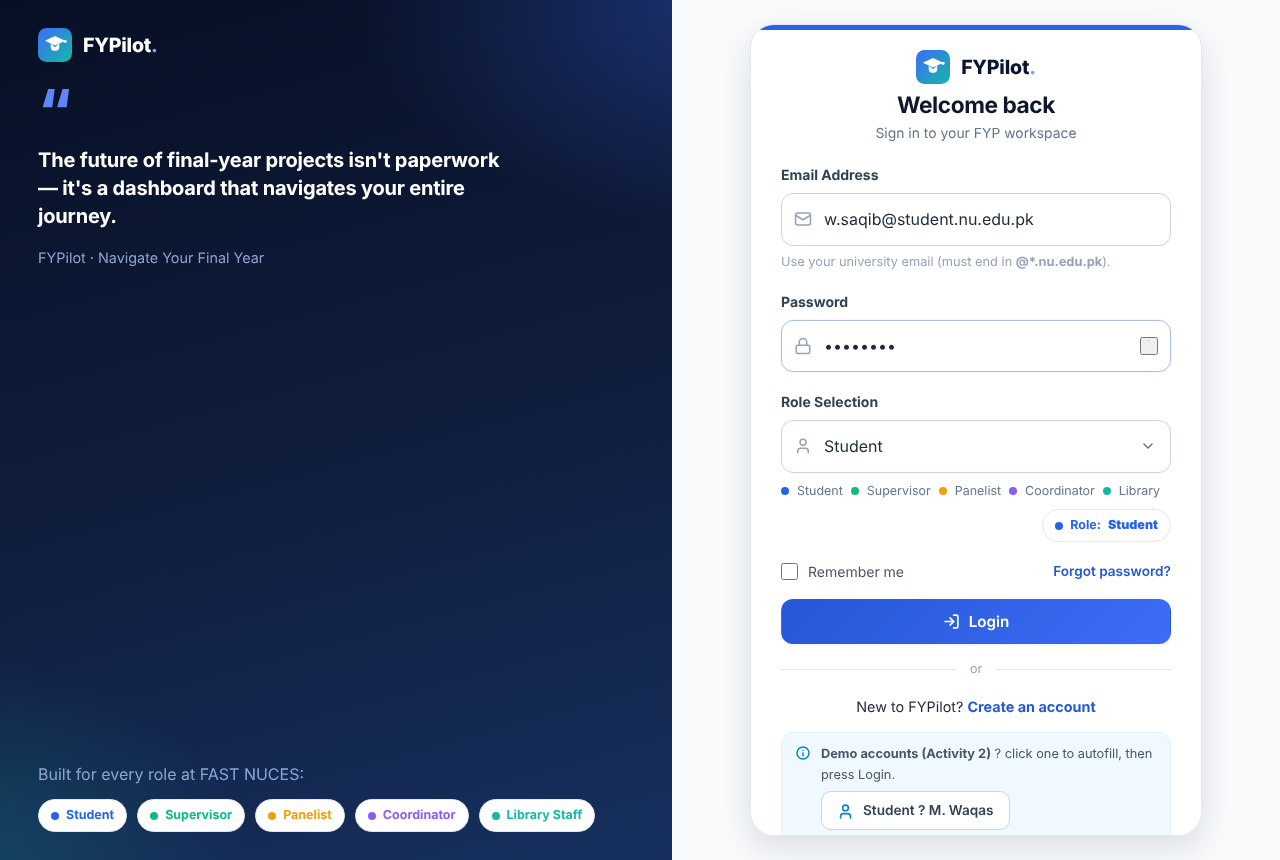 FYPilot.
“
The future of final-year projects isn't paperwork
— it's a dashboard that navigates your entire
journey.
FYPilot · Navigate Your Final Year
Built for every role at FAST NUCES:
Student
Supervisor
Panelist
Coordinator
Library Staff
FYPilot.
Welcome back
Sign in to your FYP workspace
Email Address
w.saqib@student.nu.edu.pk
Use your university email (must end in @*.nu.edu.pk).
Password
••••••••
Role Selection
Student
Student Supervisor Panelist Coordinator Library
Role: Student
Remember me
Forgot password?
Login
or
New to FYPilot? Create an account
Demo accounts (Activity 2) ? click one to autofill, then
press Login.
Student ? M. Waqas